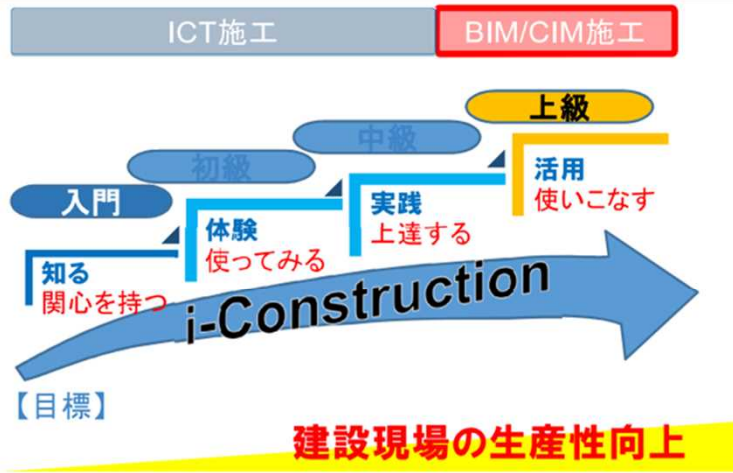 ICT施工
BIM/CIM施工
上級
中級
初級
入門
活用
使いこなす
実践
上達する
体験
使ってみる
知る
関心を持つ
i-Construction
【目標】
建設現場の生産性向上